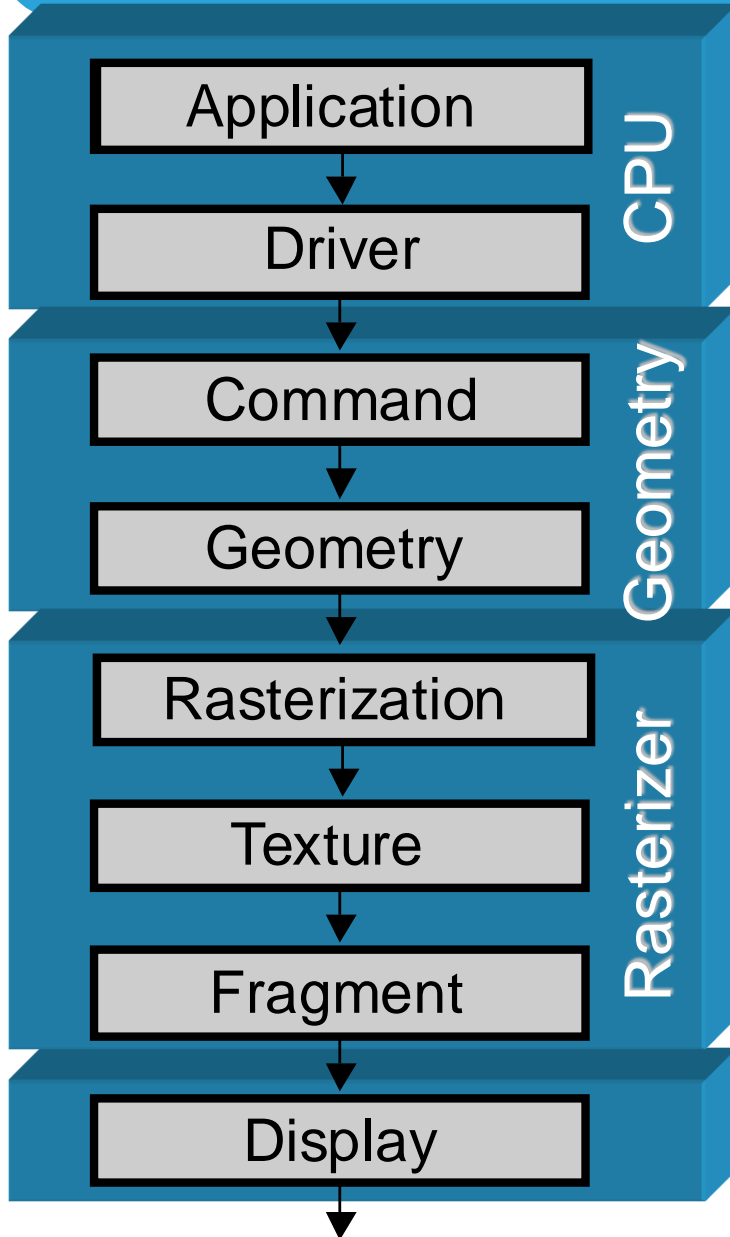 Application
Driver
CPU
Command
Geometry
Geometry
Rasterization
Texture
Fragment
Rasterizer
Display